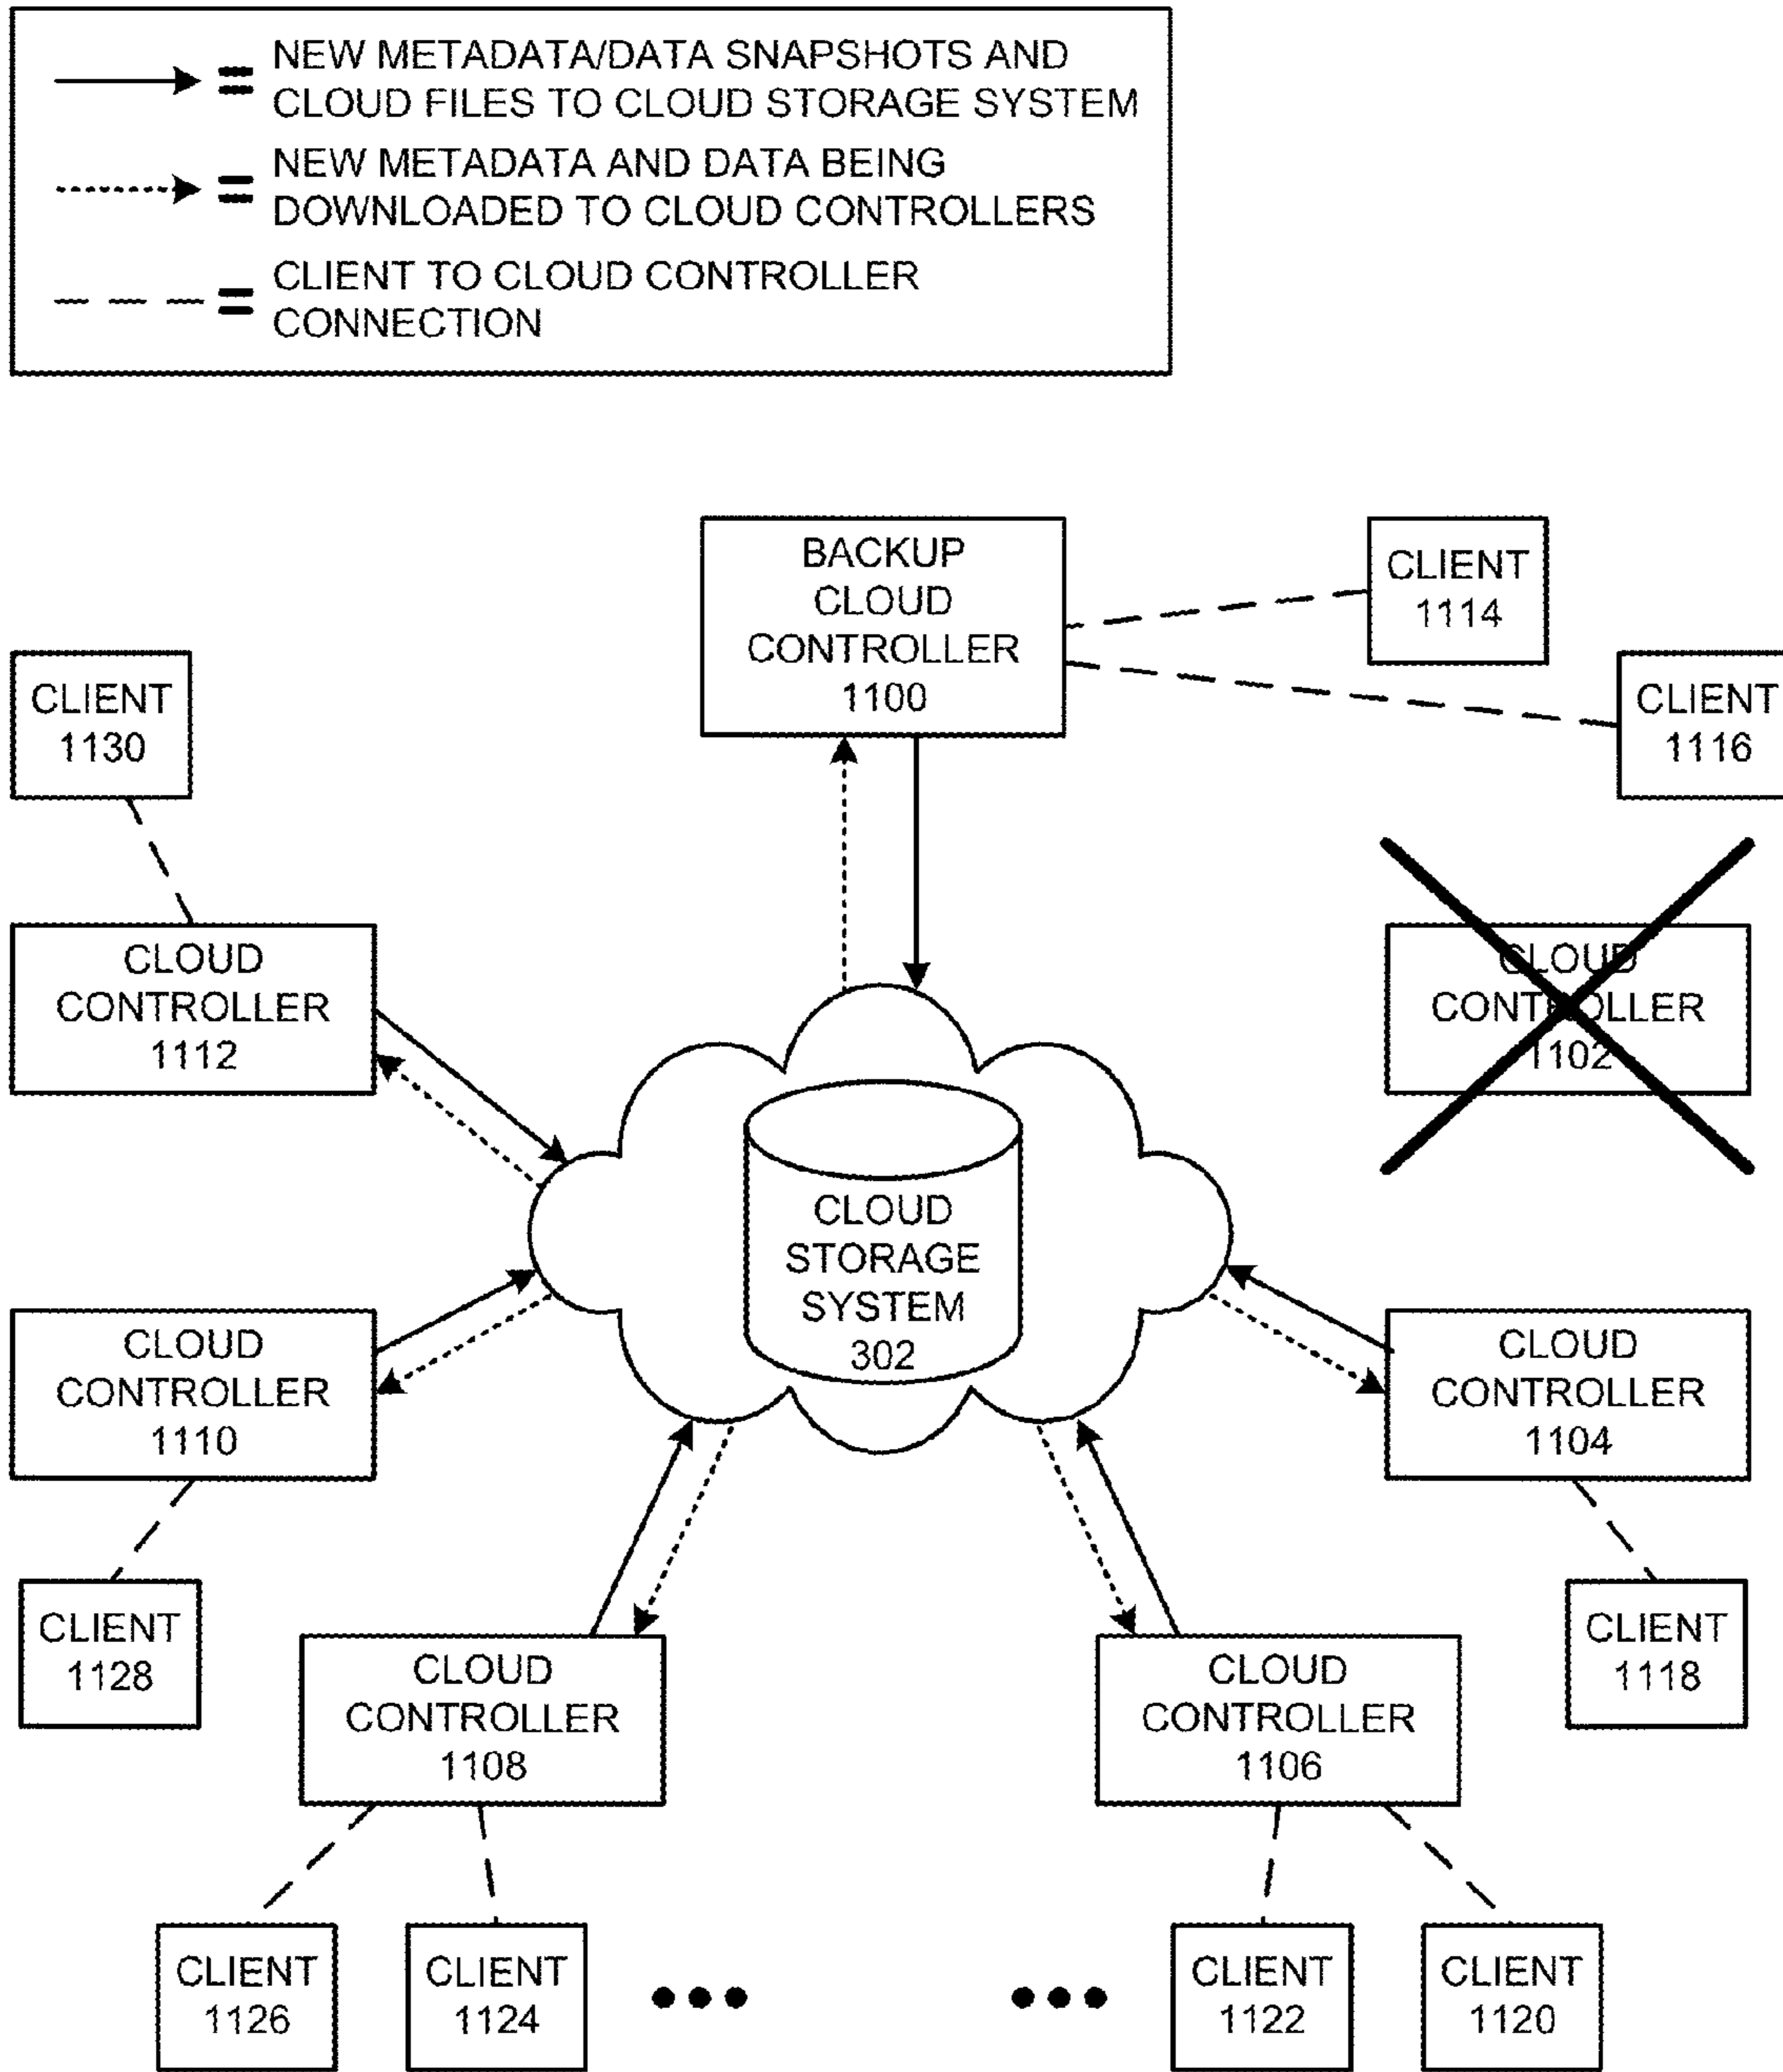 = NEW METADATA/DATA SNAPSHOTS AND
CLOUD FILES TO CLOUD STORAGE SYSTEM
= NEW METADATA AND DATA BEING
DOWNLOADED TO CLOUD CONTROLLERS
= CLIENT TO CLOUD CONTROLLER
CONNECTION
BACKUP
CLOUD
CONTROLLER
1100
CLIENT
1114
CLIENT
1116
CLIENT
1130
CLOUD
CONTROLLER
1112
CLOUD
CONTROLLER
1102
CLOUD
STORAGE
SYSTEM
302
CLOUD
CONTROLLER
1110
CLOUD
CONTROLLER
1104
CLIENT
1128
CLIENT
1118
CLOUD
CONTROLLER
1108
CLOUD
CONTROLLER
1106
CLIENT
1126
CLIENT
1124
•••
•••
CLIENT
1122
CLIENT
1120